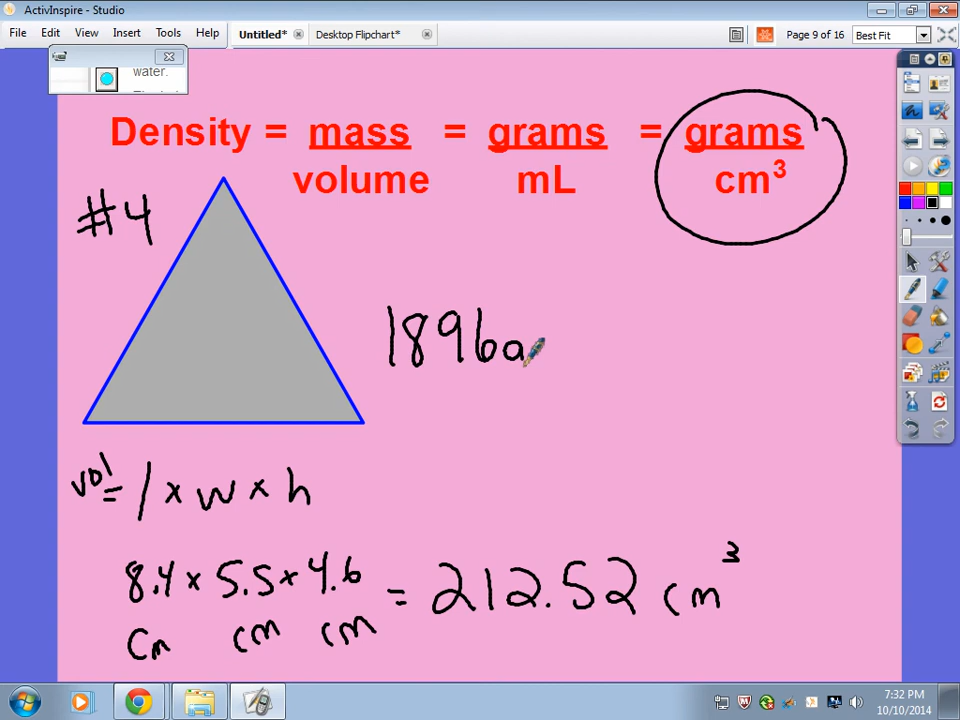 ActivInspire - Studio
File Edit View Insert Tools Help Untitled* Desktop Flipchart* Page 9 of 16 Best Fit
water.
Density = mass = grams = grams
volume mL cm³
#4
1896
vol = l x w x h
8.4 x 5.5 x 4.6 = 212.52 cm³
cm cm cm
7:32 PM
10/10/2014